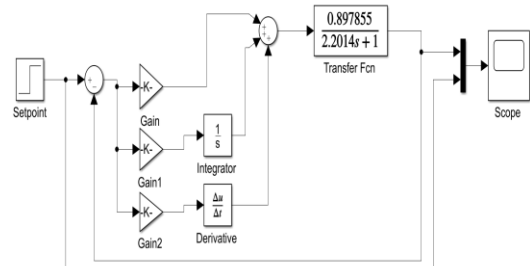 0.897855
2.2014s + 1
Transfer Fcn
Setpoint
+
−
-K-
Gain
+
+
+
Scope
-K-
Gain1
1
s
Integrator
-K-
Gain2
Δu
Δt
Derivative